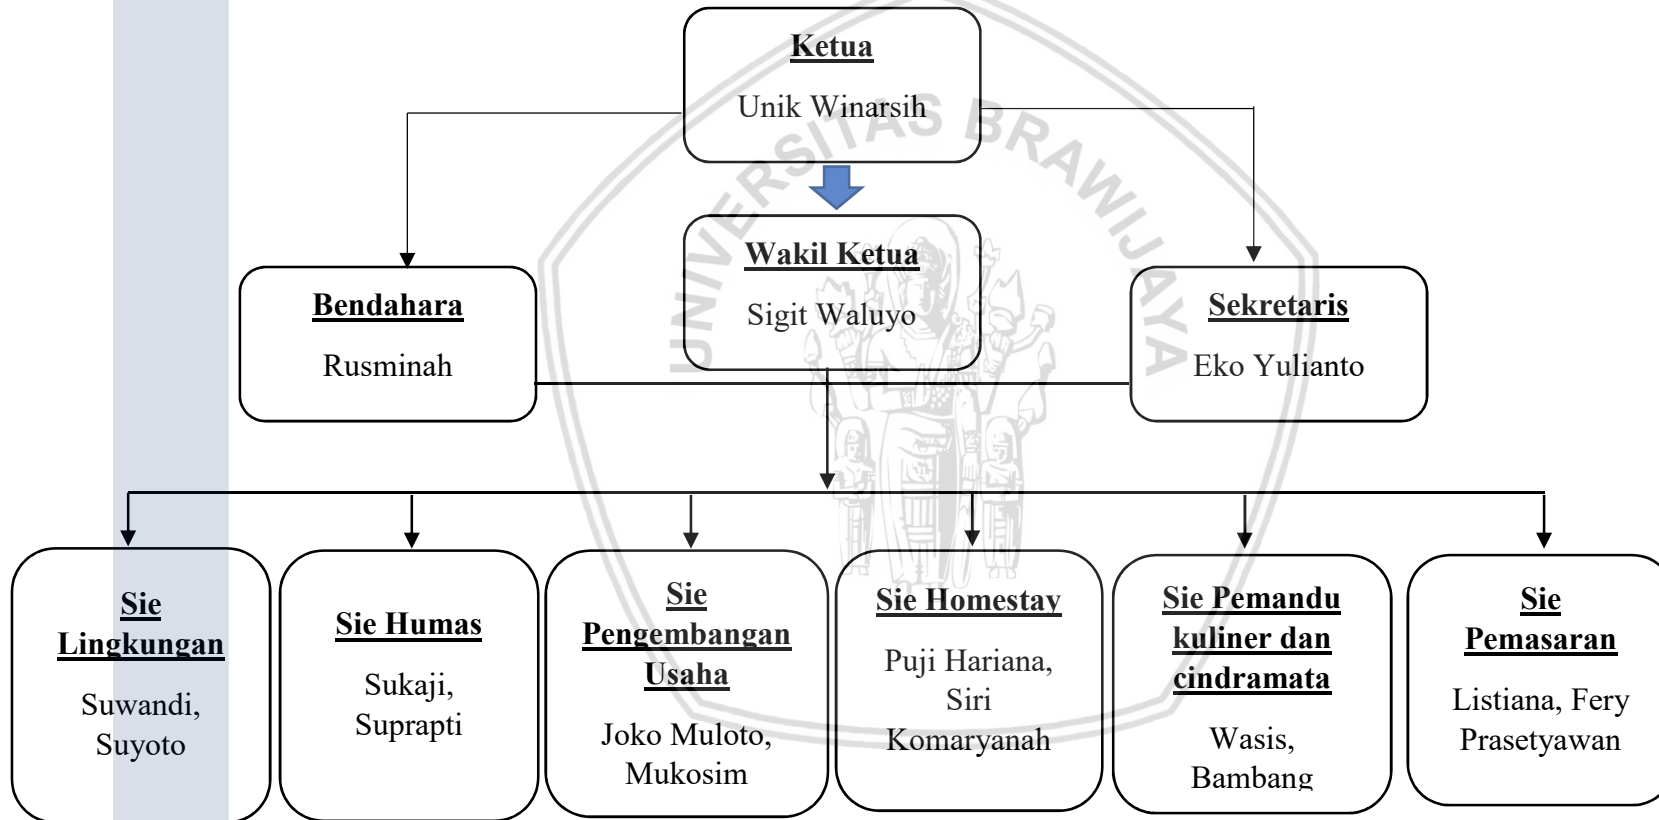 Ketua
Unik Winarsih
UNIVERSITAS BRAWIJAYA
Wakil Ketua
Sigit Waluyo
Bendahara
Rusminah
Sekretaris
Eko Yulianto
Sie
Lingkungan
Suwandi,
Suyoto
Sie Humas
Sukaji,
Suprapti
Sie
Pengembangan
Usaha
Joko Muloto,
Mukosim
Sie Homestay
Puji Hariana,
Siri
Komaryanah
Sie Pemandu
kuliner dan
cindramata
Wasis,
Bambang
Sie
Pemasaran
Listiana, Fery
Prasetyawan